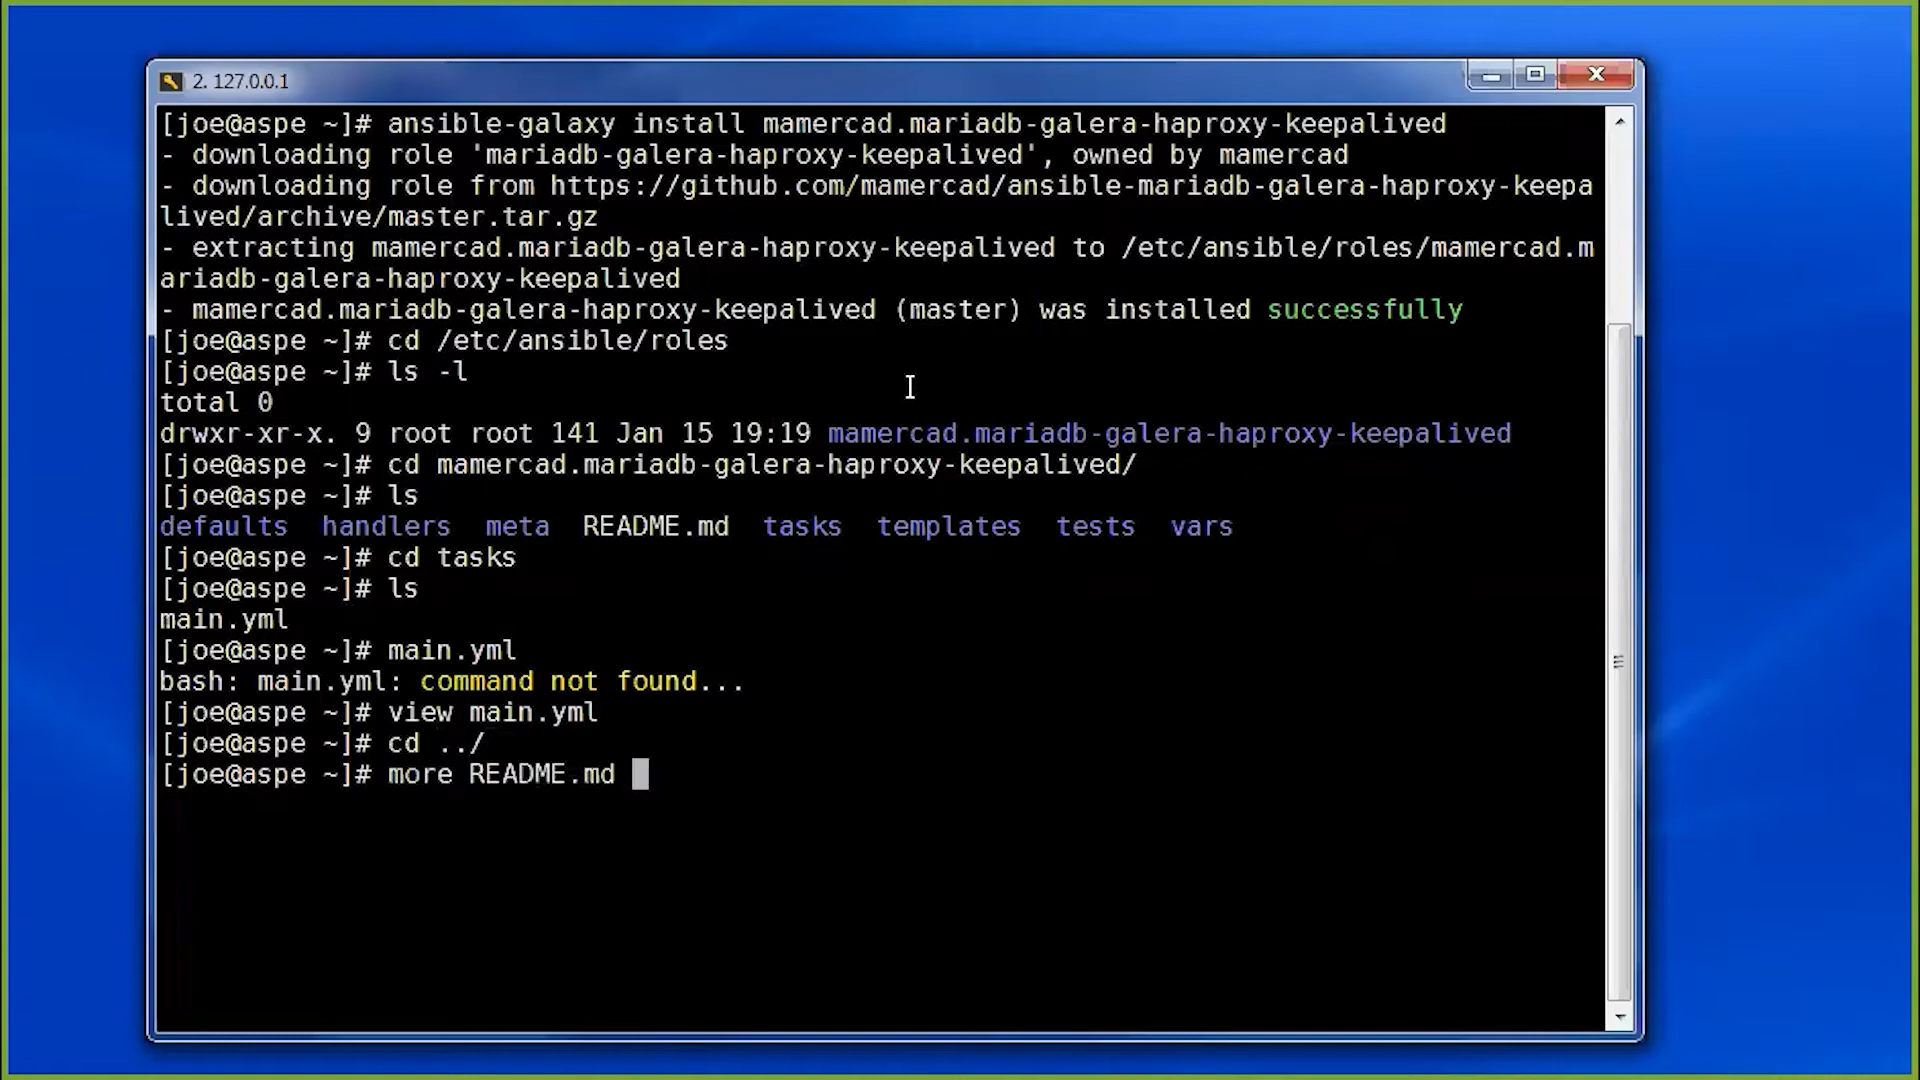 2. 127.0.0.1
[joe@aspe ~]# ansible-galaxy install mamercad.mariadb-galera-haproxy-keepalived
- downloading role 'mariadb-galera-haproxy-keepalived', owned by mamercad
- downloading role from https://github.com/mamercad/ansible-mariadb-galera-haproxy-keepa
lived/archive/master.tar.gz
- extracting mamercad.mariadb-galera-haproxy-keepalived to /etc/ansible/roles/mamercad.m
ariadb-galera-haproxy-keepalived
- mamercad.mariadb-galera-haproxy-keepalived (master) was installed successfully
[joe@aspe ~]# cd /etc/ansible/roles
[joe@aspe ~]# ls -l
total 0
drwxr-xr-x. 9 root root 141 Jan 15 19:19 mamercad.mariadb-galera-haproxy-keepalived
[joe@aspe ~]# cd mamercad.mariadb-galera-haproxy-keepalived/
[joe@aspe ~]# ls
defaults handlers meta README.md tasks templates tests vars
[joe@aspe ~]# cd tasks
[joe@aspe ~]# ls
main.yml
[joe@aspe ~]# main.yml
bash: main.yml: command not found...
[joe@aspe ~]# view main.yml
[joe@aspe ~]# cd ../
[joe@aspe ~]# more README.md